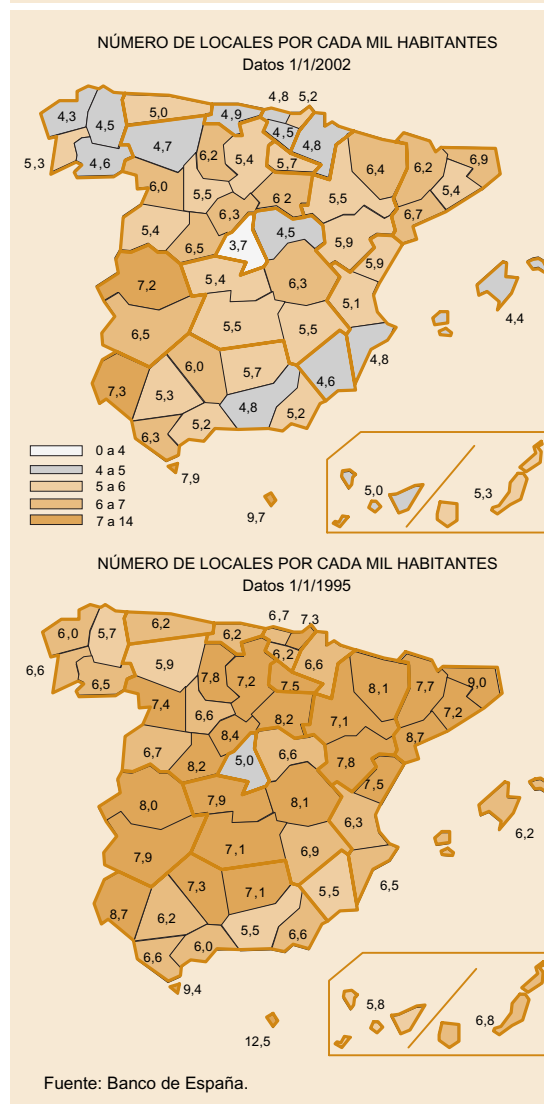 NÚMERO DE LOCALES POR CADA MIL HABITANTES
Datos 1/1/2002
4,8 5,2
4,3 4,5 5,0 4,9
4,5 4,8
5,3 4,6 4,7 6,2 5,4 5,7 6,4 6,2 6,9
5,4
6,0 5,5 6 2 5,5 6,7
6,3
5,4 6,5 3,7 4,5 5,9
5,9
7,2 5,4 6,3
5,1 4,4
6,5 5,5 5,5
4,8
6,0 5,7 4,6
7,3 5,3
4,8 5,2
6,3 5,2
7,9
9,7
5,0 5,3
0 a 4
4 a 5
5 a 6
6 a 7
7 a 14
NÚMERO DE LOCALES POR CADA MIL HABITANTES
Datos 1/1/1995
6,7 7,3
6,0 5,7 6,2 6,2
6,2 6,6
6,6 6,5 5,9 7,8 7,2 7,5 8,1 7,7 9,0
7,2
7,4 6,6 8,2 7,1 8,7
8,4
6,7 8,2 5,0 6,6 7,8
7,5
8,0 7,9 8,1
6,3 6,2
7,9 7,1 6,9
6,5
7,3 7,1 5,5
8,7 6,2
5,5 6,6
6,6 6,0
9,4
12,5
5,8 6,8
Fuente: Banco de España.